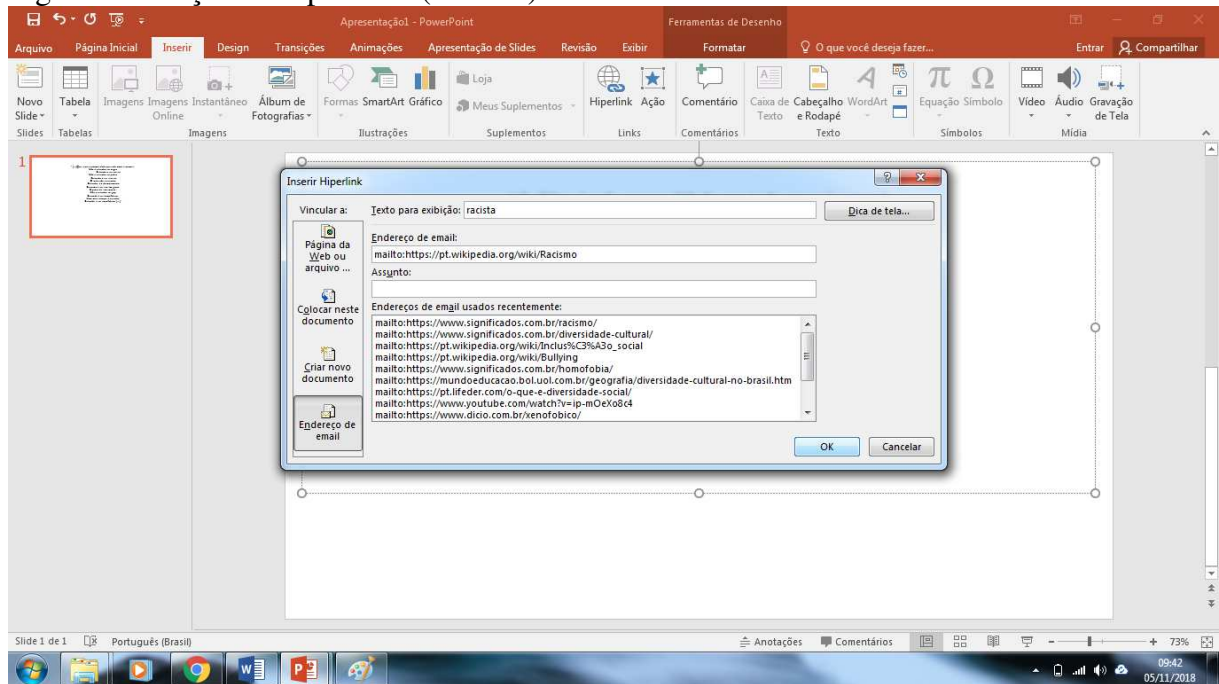 Apresentação1 - PowerPoint
Ferramentas de Desenho
Arquivo Página Inicial Inserir Design Transições Animações Apresentação de Slides Revisão Exibir Formatar O que você deseja fazer... Entrar Compartilhar
Novo Slide
Tabela
Imagens
Imagens Online
Instantâneo
Álbum de Fotografias
Formas
SmartArt
Gráfico
Loja
Meus Suplementos
Hiperlink
Ação
Comentário
Caixa de Texto
Cabeçalho e Rodapé
WordArt
Equação
Símbolo
Vídeo
Áudio
Gravação de Tela
Slides Tabelas Imagens Ilustrações Suplementos Links Comentários Texto Símbolos Mídia
1
Inserir Hiperlink
Vincular a:
Texto para exibição: racista
Dica de tela...
Página da
Web ou
arquivo ...
Colocar neste
documento
Criar novo
documento
Endereço de
email
Endereço de email:
mailto:https://pt.wikipedia.org/wiki/Racismo
Assunto:
Endereços de email usados recentemente:
mailto:https://www.significados.com.br/racismo/
mailto:https://www.significados.com.br/diversidade-cultural/
mailto:https://pt.wikipedia.org/wiki/Inclus%C3%A3o_social
mailto:https://pt.wikipedia.org/wiki/Bullying
mailto:https://www.significados.com.br/homofobia/
mailto:https://mundoeducacao.bol.uol.com.br/geografia/diversidade-cultural-no-brasil.htm
mailto:https://pt.lifeder.com/o-que-e-diversidade-social/
mailto:https://www.youtube.com/watch?v=ip-mOeXo8c4
mailto:https://www.dicio.com.br/xenofobico/
OK Cancelar
Slide 1 de 1 Português (Brasil) Anotações Comentários 73%
09:42
05/11/2018